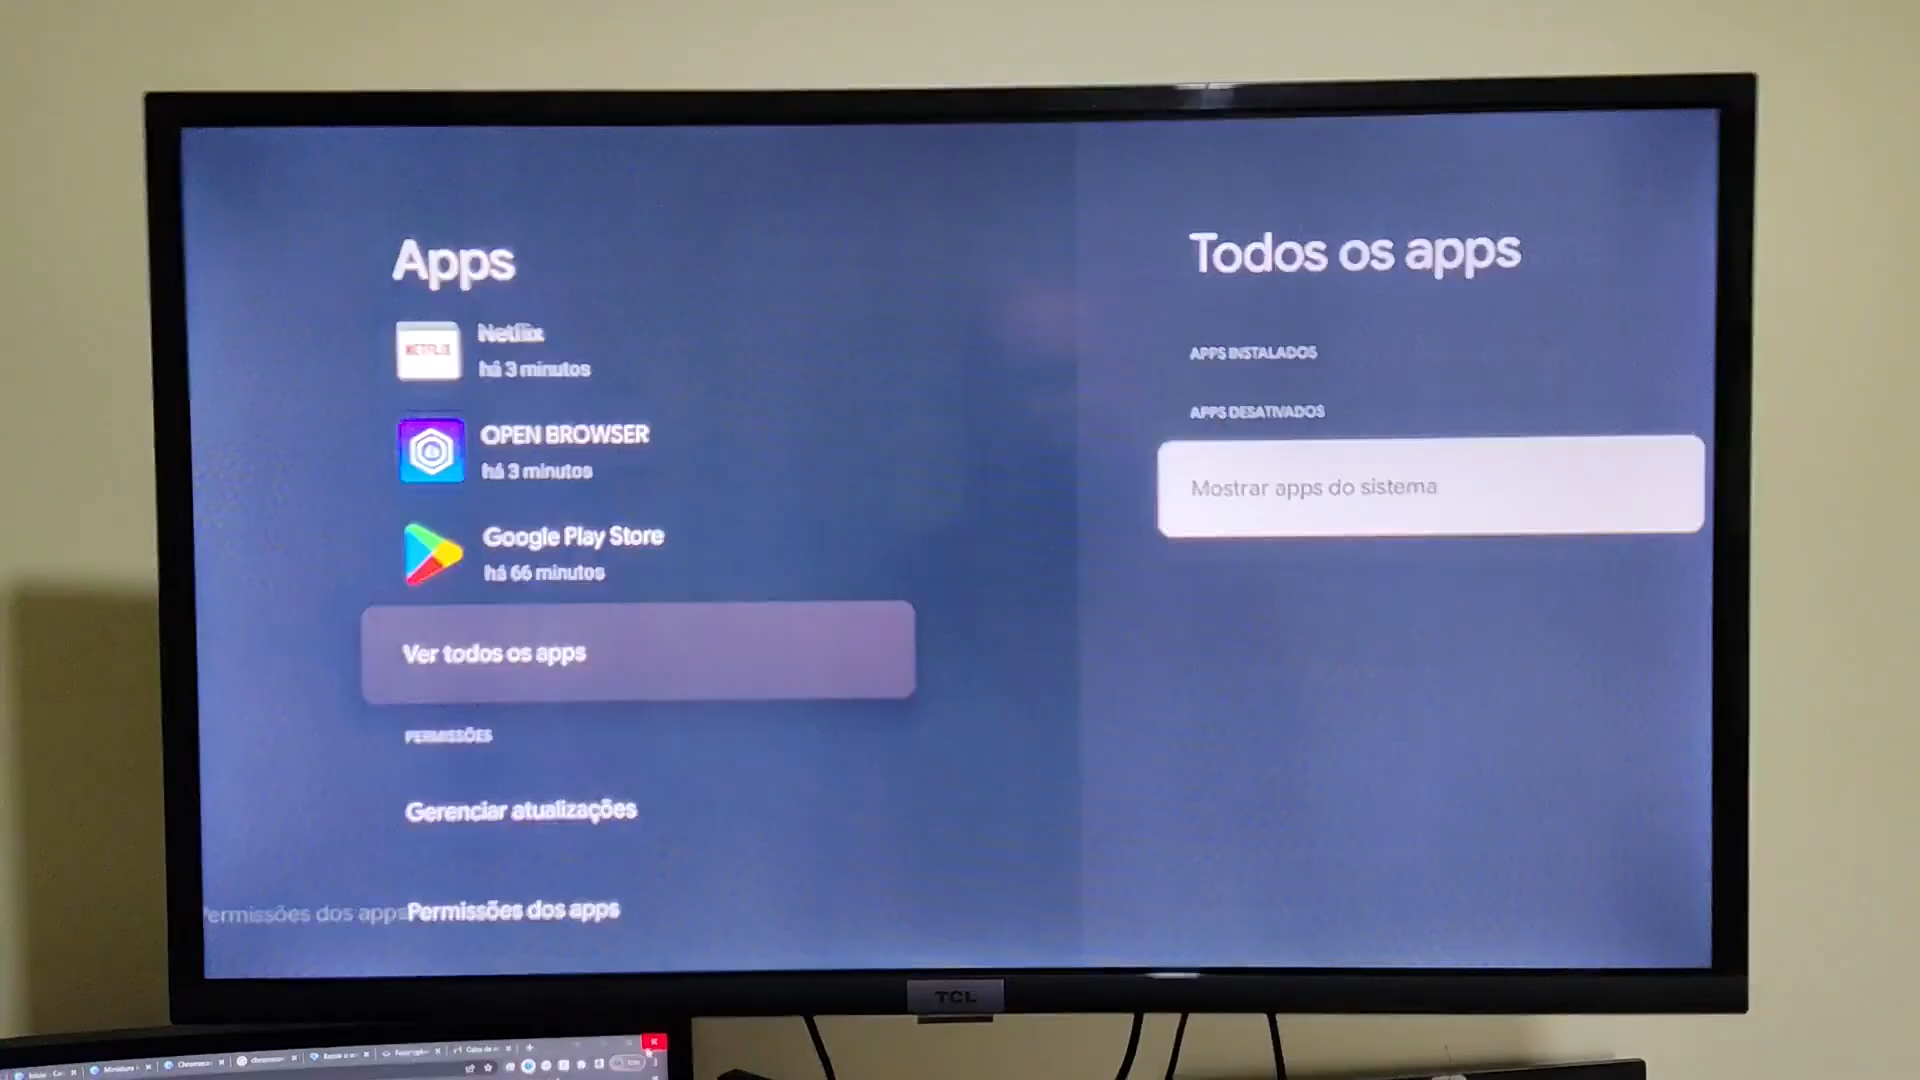 Apps
NETFLIX
Netflix
há 3 minutos
OPEN BROWSER
há 3 minutos
Google Play Store
há 66 minutos
Ver todos os apps
PERMISSÕES
Gerenciar atualizações
Permissões dos apps
Permissões dos apps
Todos os apps
APPS INSTALADOS
APPS DESATIVADOS
Mostrar apps do sistema
TCL